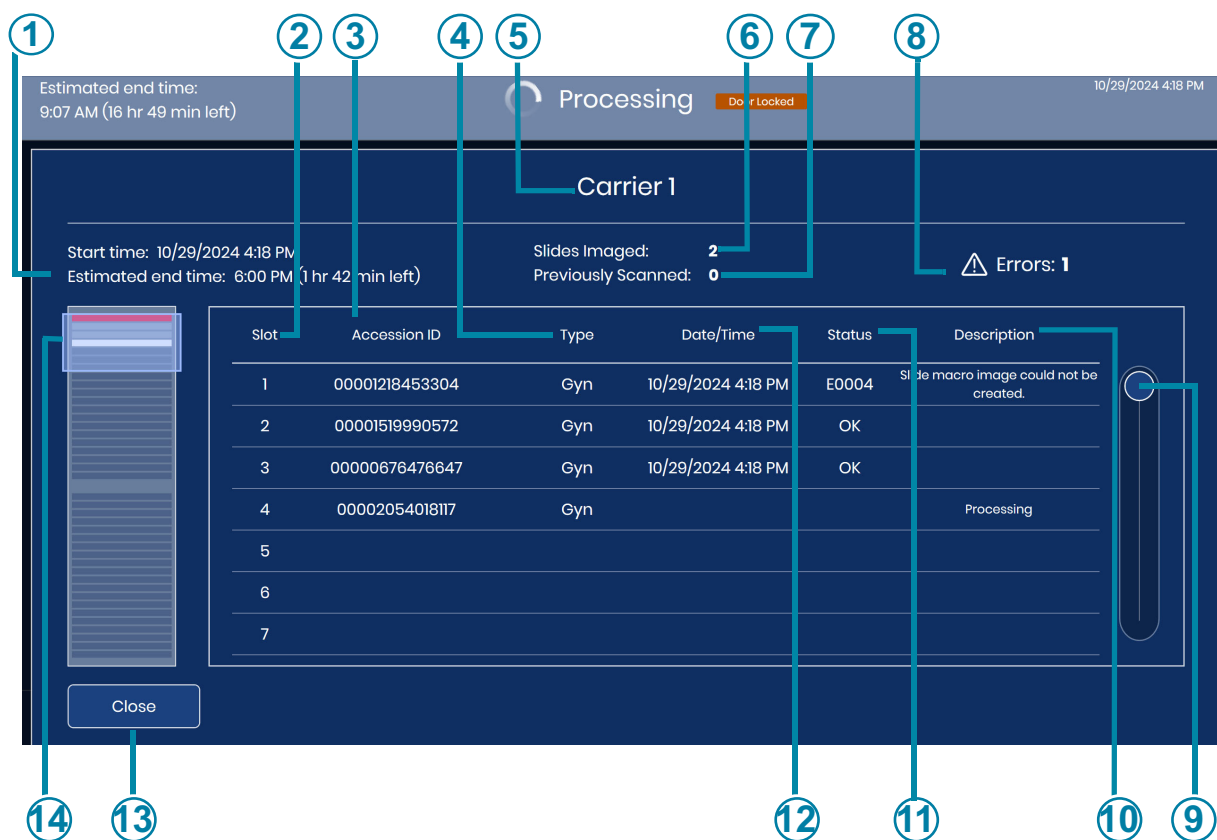 1 2 3 4 5 6 7 8
Estimated end time:
9:07 AM (16 hr 49 min left)
Processing
Door Locked
10/29/2024 4:18 PM
Carrier 1
Start time: 10/29/2024 4:18 PM
Estimated end time: 6:00 PM (1 hr 42 min left)
Slides Imaged: 2
Previously Scanned: 0
Errors: 1
Slot Accession ID Type Date/Time Status Description
1 00001218453304 Gyn 10/29/2024 4:18 PM E0004 Slide macro image could not be
created.
2 00001519990572 Gyn 10/29/2024 4:18 PM OK
3 00000676476647 Gyn 10/29/2024 4:18 PM OK
4 00002054018117 Gyn Processing
5
6
7
Close
14 13 12 11 10 9